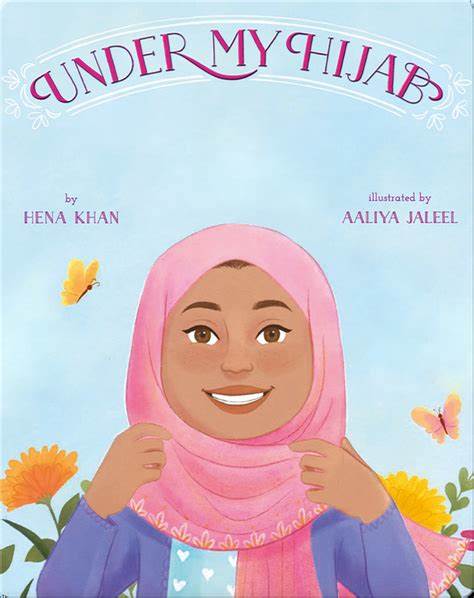 UNDER MY HIJAB
by
HENA KHAN
illustrated by
AALIYA JALEEL